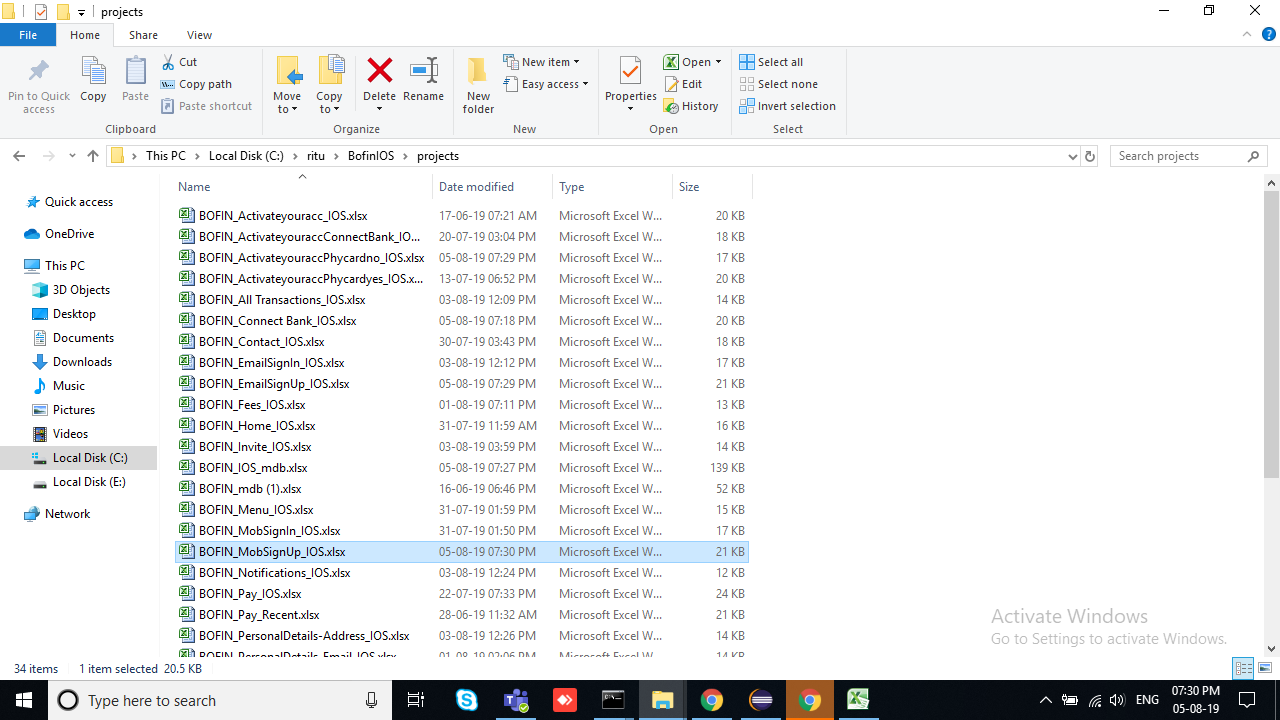 projects
File Home Share View
Pin to Quick access
Copy
Paste
Cut
Copy path
Paste shortcut
Clipboard
Move to
Copy to
Delete
Rename
Organize
New folder
New item
Easy access
New
Properties
Open
Edit
History
Open
Select all
Select none
Invert selection
Select
This PC Local Disk (C:) ritu BofinIOS projects
Search projects
Quick access
OneDrive
This PC
3D Objects
Desktop
Documents
Downloads
Music
Pictures
Videos
Local Disk (C:)
Local Disk (E:)
Network
Name Date modified Type Size
BOFIN_Activateyouracc_IOS.xlsx 17-06-19 07:21 AM Microsoft Excel W... 20 KB
BOFIN_ActivateyouraccConnectBank_IO... 20-07-19 03:04 PM Microsoft Excel W... 18 KB
BOFIN_ActivateyouraccPhycardno_IOS.xlsx 05-08-19 07:29 PM Microsoft Excel W... 17 KB
BOFIN_ActivateyouraccPhycardyes_IOS.x... 13-07-19 06:52 PM Microsoft Excel W... 20 KB
BOFIN_All Transactions_IOS.xlsx 03-08-19 12:09 PM Microsoft Excel W... 14 KB
BOFIN_Connect Bank_IOS.xlsx 05-08-19 07:18 PM Microsoft Excel W... 20 KB
BOFIN_Contact_IOS.xlsx 30-07-19 03:43 PM Microsoft Excel W... 18 KB
BOFIN_EmailSignIn_IOS.xlsx 03-08-19 12:12 PM Microsoft Excel W... 17 KB
BOFIN_EmailSignUp_IOS.xlsx 05-08-19 07:29 PM Microsoft Excel W... 21 KB
BOFIN_Fees_IOS.xlsx 01-08-19 07:11 PM Microsoft Excel W... 13 KB
BOFIN_Home_IOS.xlsx 31-07-19 11:59 AM Microsoft Excel W... 16 KB
BOFIN_Invite_IOS.xlsx 03-08-19 03:59 PM Microsoft Excel W... 14 KB
BOFIN_IOS_mdb.xlsx 05-08-19 07:27 PM Microsoft Excel W... 139 KB
BOFIN_mdb (1).xlsx 16-06-19 06:46 PM Microsoft Excel W... 52 KB
BOFIN_Menu_IOS.xlsx 31-07-19 01:59 PM Microsoft Excel W... 15 KB
BOFIN_MobSignIn_IOS.xlsx 31-07-19 01:50 PM Microsoft Excel W... 17 KB
BOFIN_MobSignUp_IOS.xlsx 05-08-19 07:30 PM Microsoft Excel W... 21 KB
BOFIN_Notifications_IOS.xlsx 03-08-19 12:24 PM Microsoft Excel W... 12 KB
BOFIN_Pay_IOS.xlsx 22-07-19 07:33 PM Microsoft Excel W... 24 KB
BOFIN_Pay_Recent.xlsx 28-06-19 11:32 AM Microsoft Excel W... 21 KB
BOFIN_PersonalDetails-Address_IOS.xlsx 03-08-19 12:26 PM Microsoft Excel W... 14 KB
BOFIN_PersonalDetails-Email_IOS.xlsx 01-08-19 02:06 PM Microsoft Excel W... 14 KB
Activate Windows
Go to Settings to activate Windows.
34 items 1 item selected 20.5 KB
Type here to search
ENG
07:30 PM
05-08-19